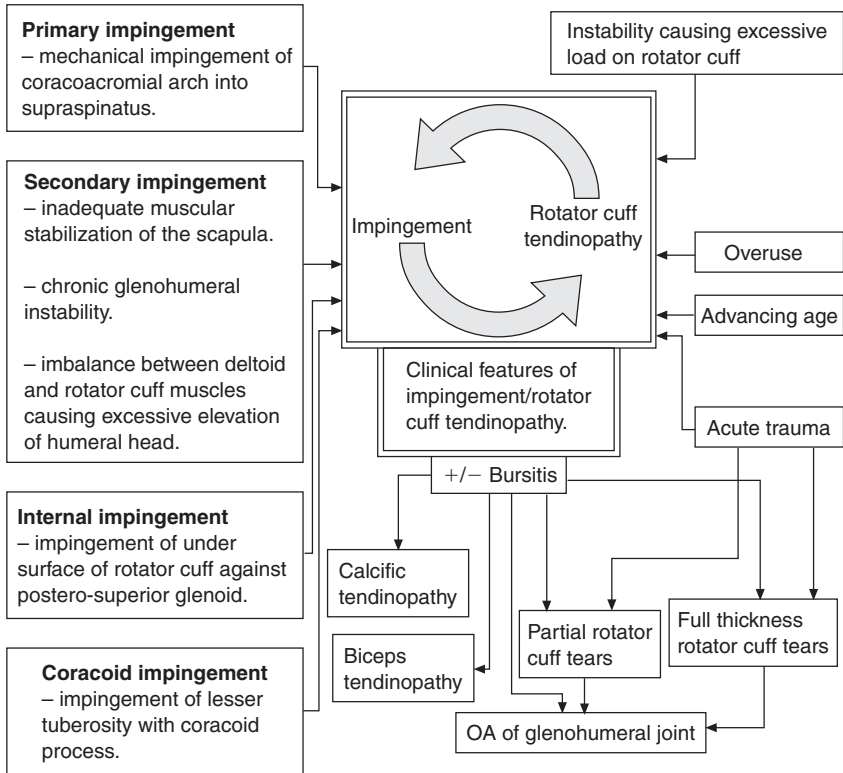 Primary impingement
– mechanical impingement of
coracoacromial arch into
supraspinatus.
Instability causing excessive
load on rotator cuff
Secondary impingement
– inadequate muscular
stabilization of the scapula.
– chronic glenohumeral
instability.
– imbalance between deltoid
and rotator cuff muscles
causing excessive elevation
of humeral head.
Impingement
Rotator cuff
tendinopathy
Overuse
Advancing age
Acute trauma
Clinical features of
impingement/rotator
cuff tendinopathy.
+/− Bursitis
Internal impingement
– impingement of under
surface of rotator cuff against
postero-superior glenoid.
Calcific
tendinopathy
Biceps
tendinopathy
Partial rotator
cuff tears
Full thickness
rotator cuff tears
Coracoid impingement
– impingement of lesser
tuberosity with coracoid
process.
OA of glenohumeral joint